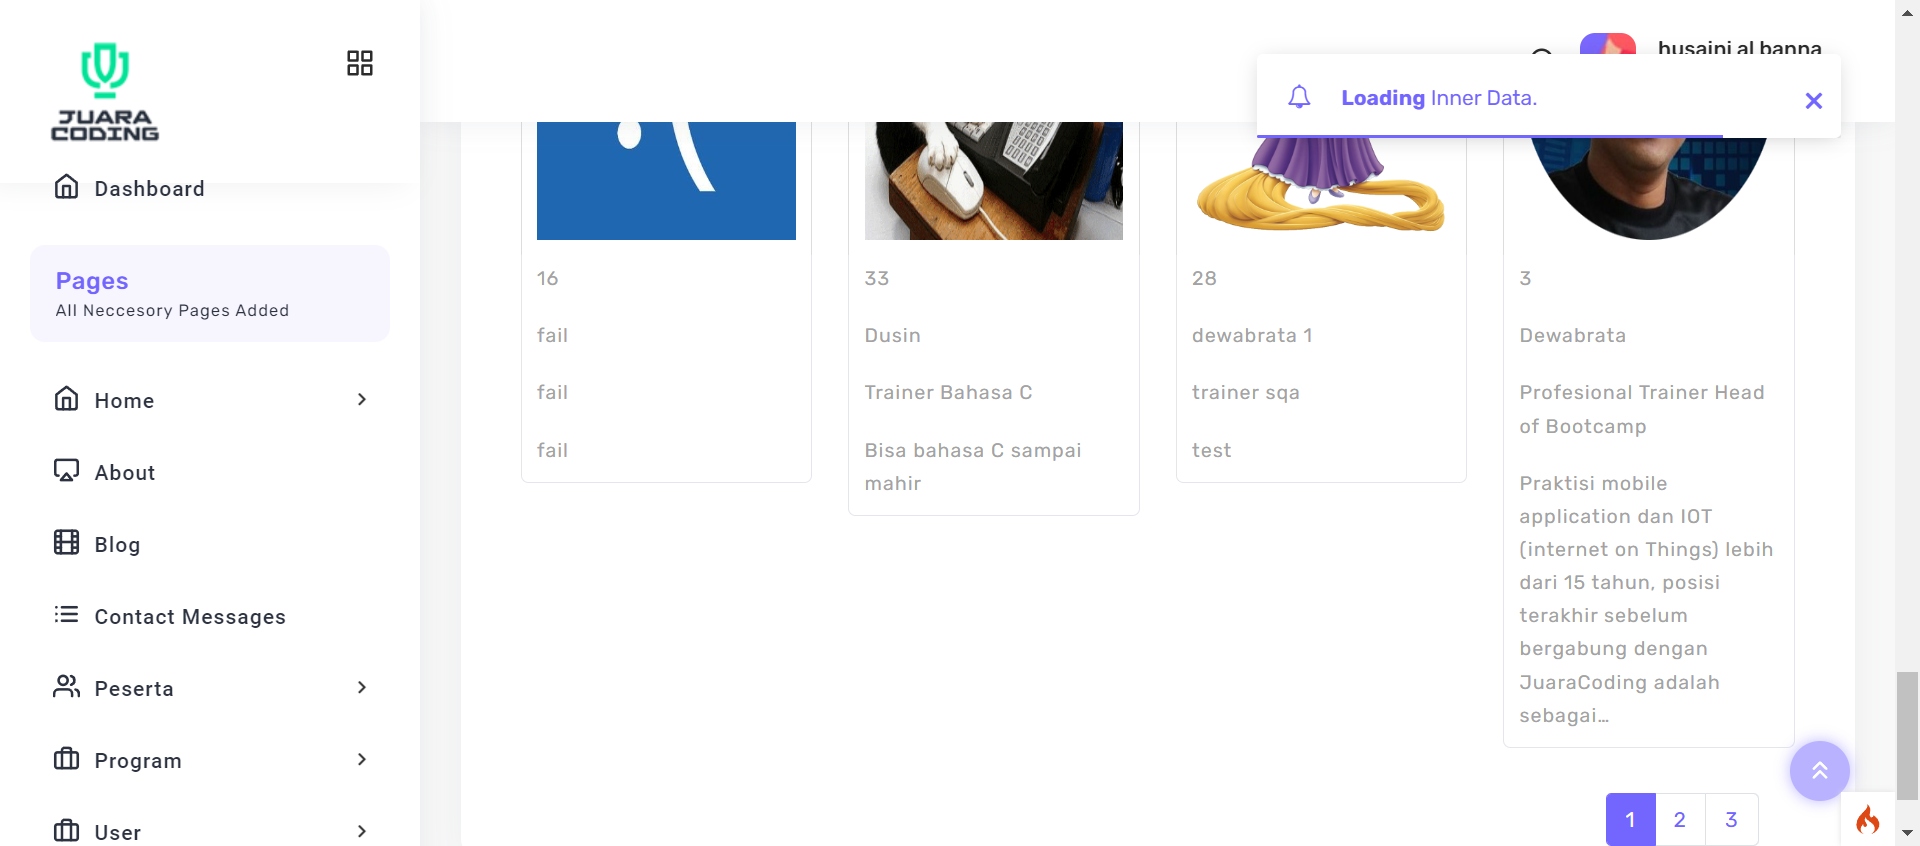 JUARA
CODING
Dashboard
Pages
All Neccesory Pages Added
Home
About
Blog
Contact Messages
Peserta
Program
User
husaini al banna
Loading Inner Data.
16
fail
fail
fail
33
Dusin
Trainer Bahasa C
Bisa bahasa C sampai
mahir
28
dewabrata 1
trainer sqa
test
3
Dewabrata
Profesional Trainer Head
of Bootcamp
Praktisi mobile
application dan IOT
(internet on Things) lebih
dari 15 tahun, posisi
terakhir sebelum
bergabung dengan
JuaraCoding adalah
sebagai...
1 2 3